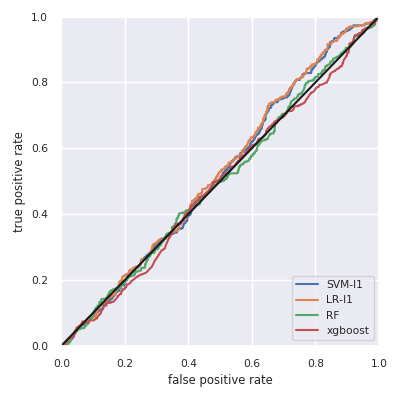 1.0
0.8
0.6
0.4
0.2
0.0
true positive rate
0.0 0.2 0.4 0.6 0.8 1.0
false positive rate
SVM-l1
LR-l1
RF
xgboost